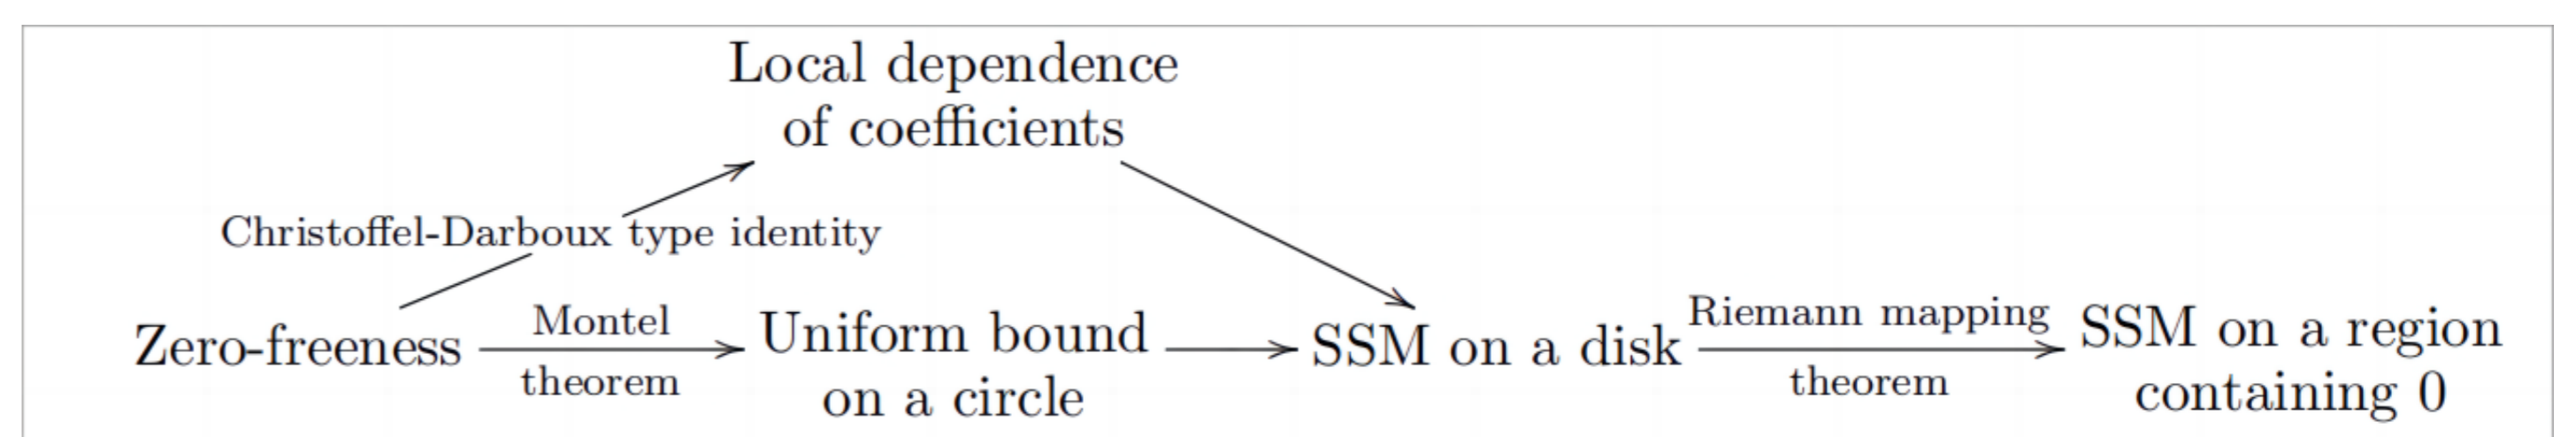 Local dependence
of coefficients
Christoffel-Darboux type identity
Zero-freeness
Montel
theorem
Uniform bound
on a circle
SSM on a disk
Riemann mapping
theorem
SSM on a region
containing 0